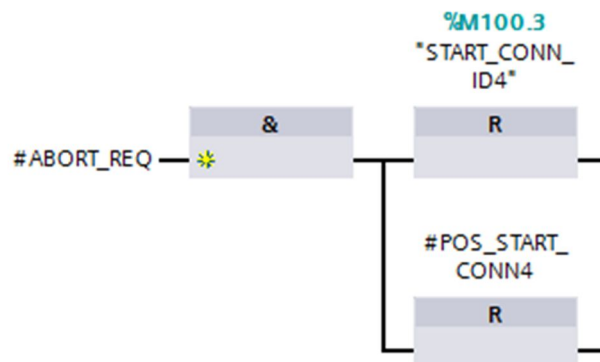 %M100.3
"START_CONN_
ID4"
&
R
#ABORT_REQ
#POS_START_
CONN4
R